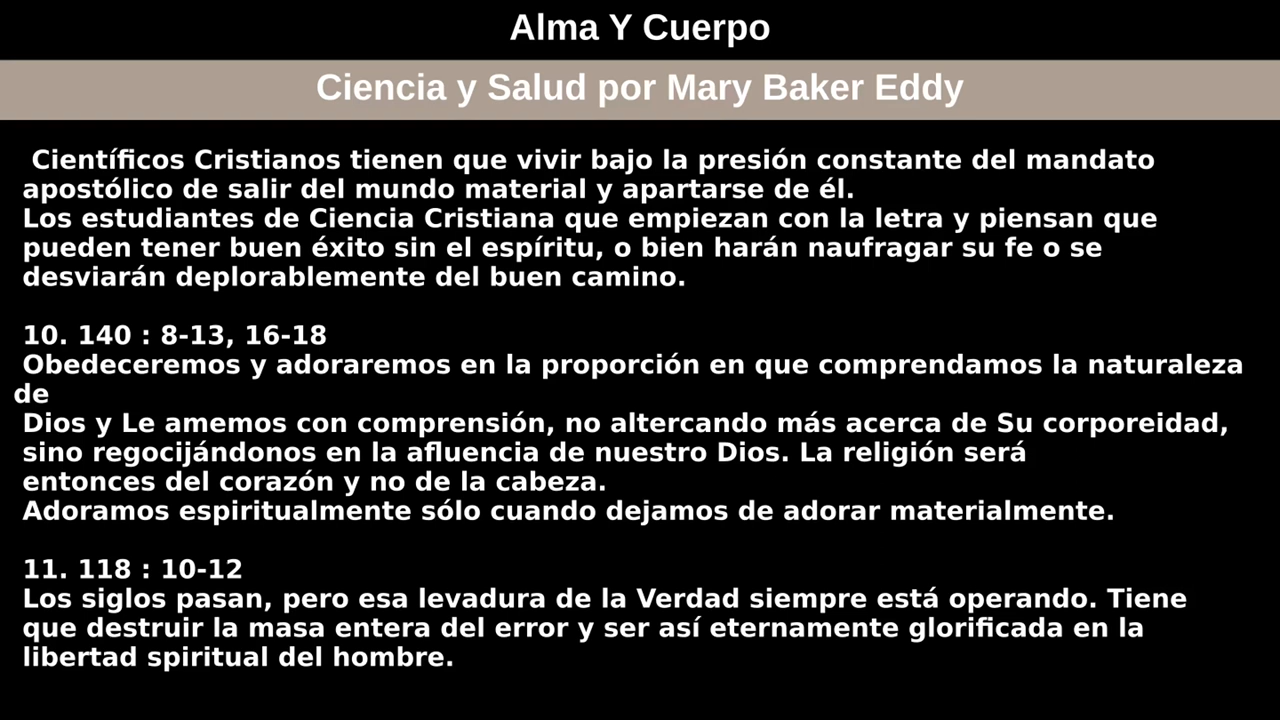 Alma Y Cuerpo
Ciencia y Salud por Mary Baker Eddy
Científicos Cristianos tienen que vivir bajo la presión constante del mandato
apostólico de salir del mundo material y apartarse de él.
Los estudiantes de Ciencia Cristiana que empiezan con la letra y piensan que
pueden tener buen éxito sin el espíritu, o bien harán naufragar su fe o se
desviarán deplorablemente del buen camino.
10. 140 : 8-13, 16-18
Obedeceremos y adoraremos en la proporción en que comprendamos la naturaleza
de
Dios y Le amemos con comprensión, no altercando más acerca de Su corporeidad,
sino regocijándonos en la afluencia de nuestro Dios. La religión será
entonces del corazón y no de la cabeza.
Adoramos espiritualmente sólo cuando dejamos de adorar materialmente.
11. 118 : 10-12
Los siglos pasan, pero esa levadura de la Verdad siempre está operando. Tiene
que destruir la masa entera del error y ser así eternamente glorificada en la
libertad spiritual del hombre.